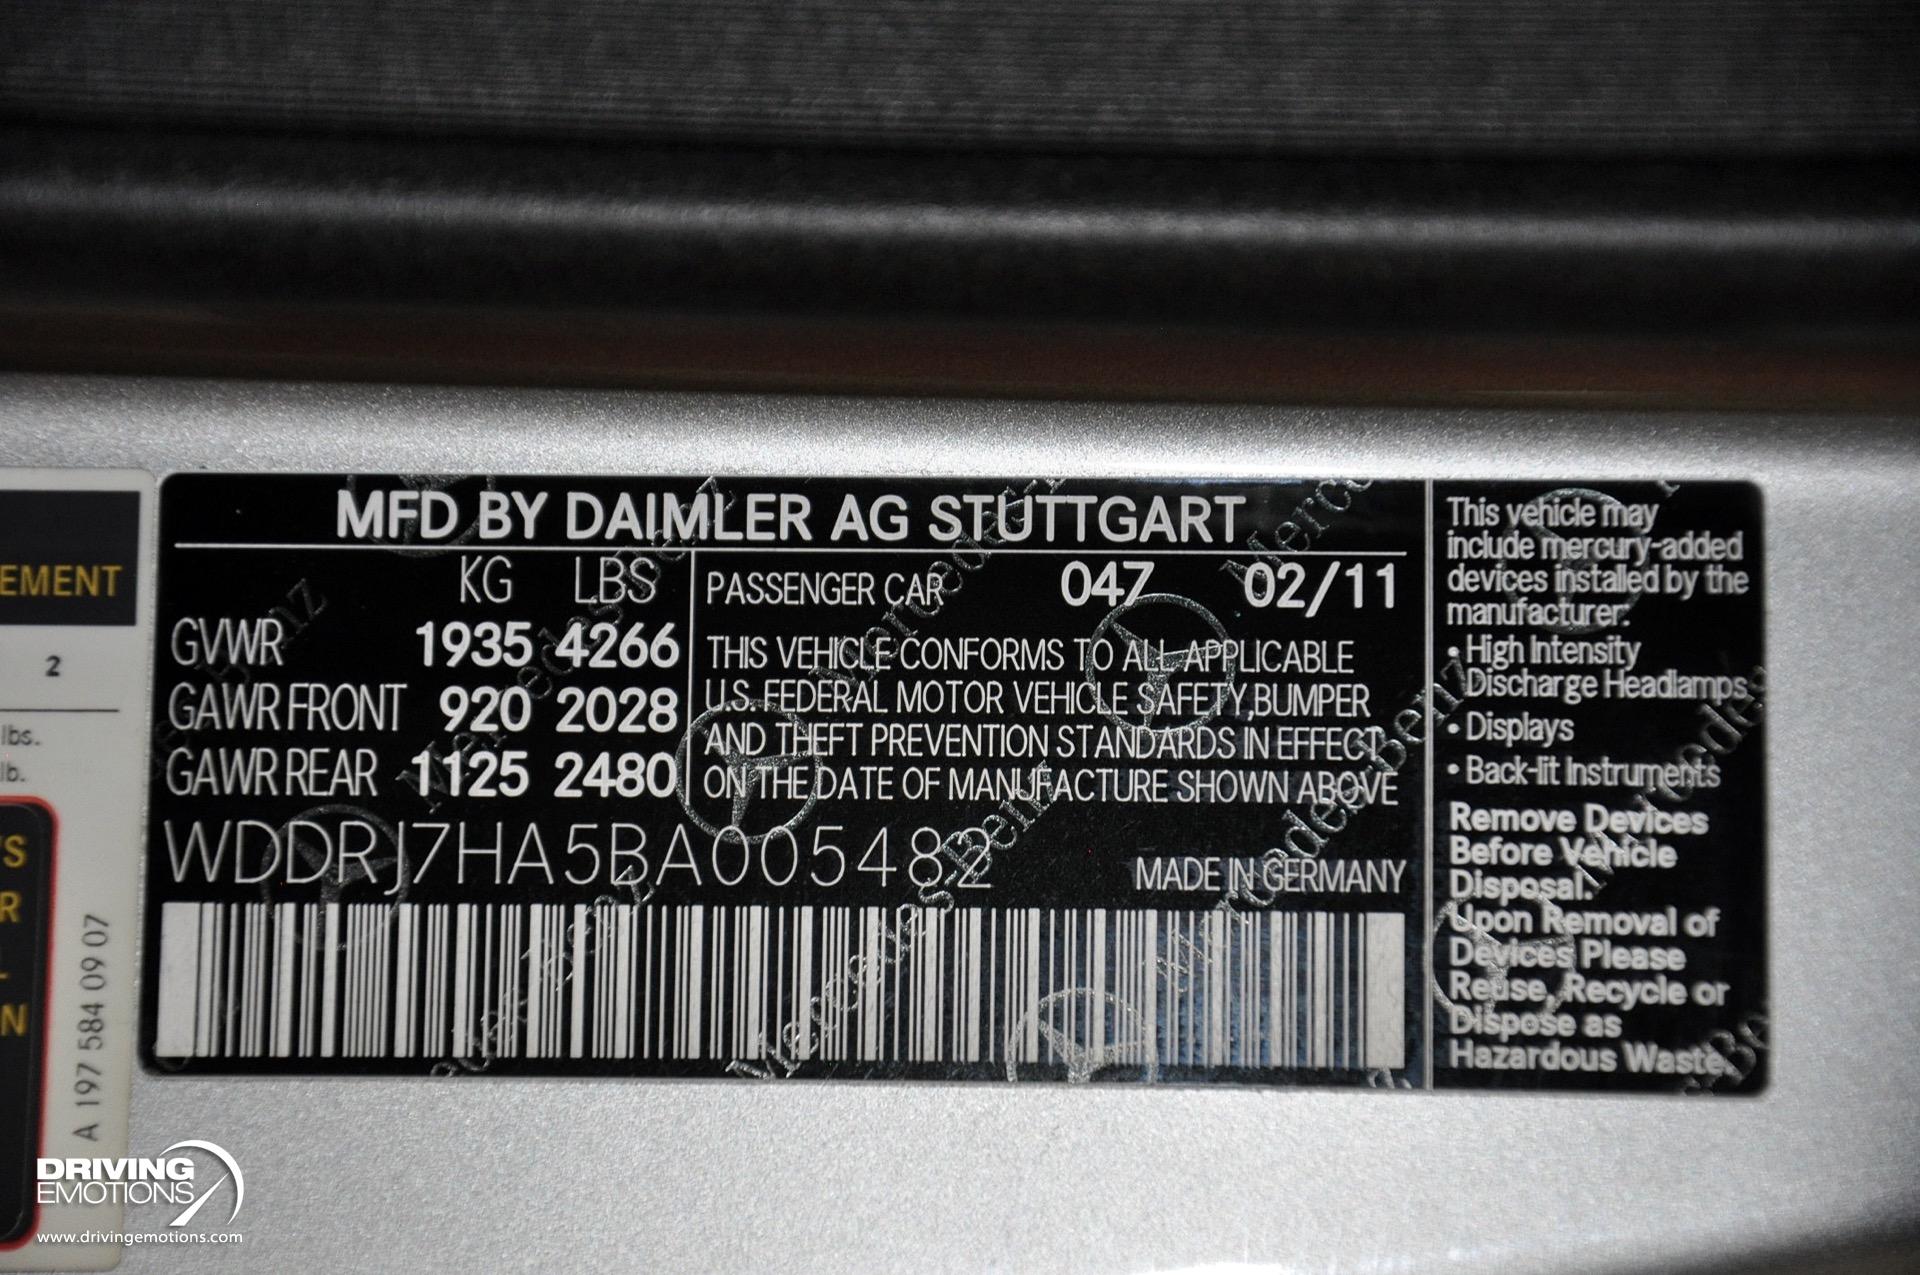 MFD BY DAIMLER AG STUTTGART
KG LBS
GVWR 1935 4266
GAWR FRONT 920 2028
GAWR REAR 1125 2480
PASSENGER CAR 047 02/11
THIS VEHICLE CONFORMS TO ALL APPLICABLE
U.S. FEDERAL MOTOR VEHICLE SAFETY, BUMPER
AND THEFT PREVENTION STANDARDS IN EFFECT
ON THE DATE OF MANUFACTURE SHOWN ABOVE
WDDRJ7HA5BA005482
MADE IN GERMANY
This vehicle may
include mercury-added
devices installed by the
manufacturer:
• High Intensity
Discharge Headlamps
• Displays
• Back-lit Instruments
Remove Devices
Before Vehicle
Disposal.
Upon Removal of
Devices Please
Reuse, Recycle or
Dispose as
Hazardous Waste.
EMENT
2
lbs.
lb.
'S
R
L
N
A 197 584 09 07
Mercedes-Benz
DRIVING
EMOTIONS
www.drivingemotions.com